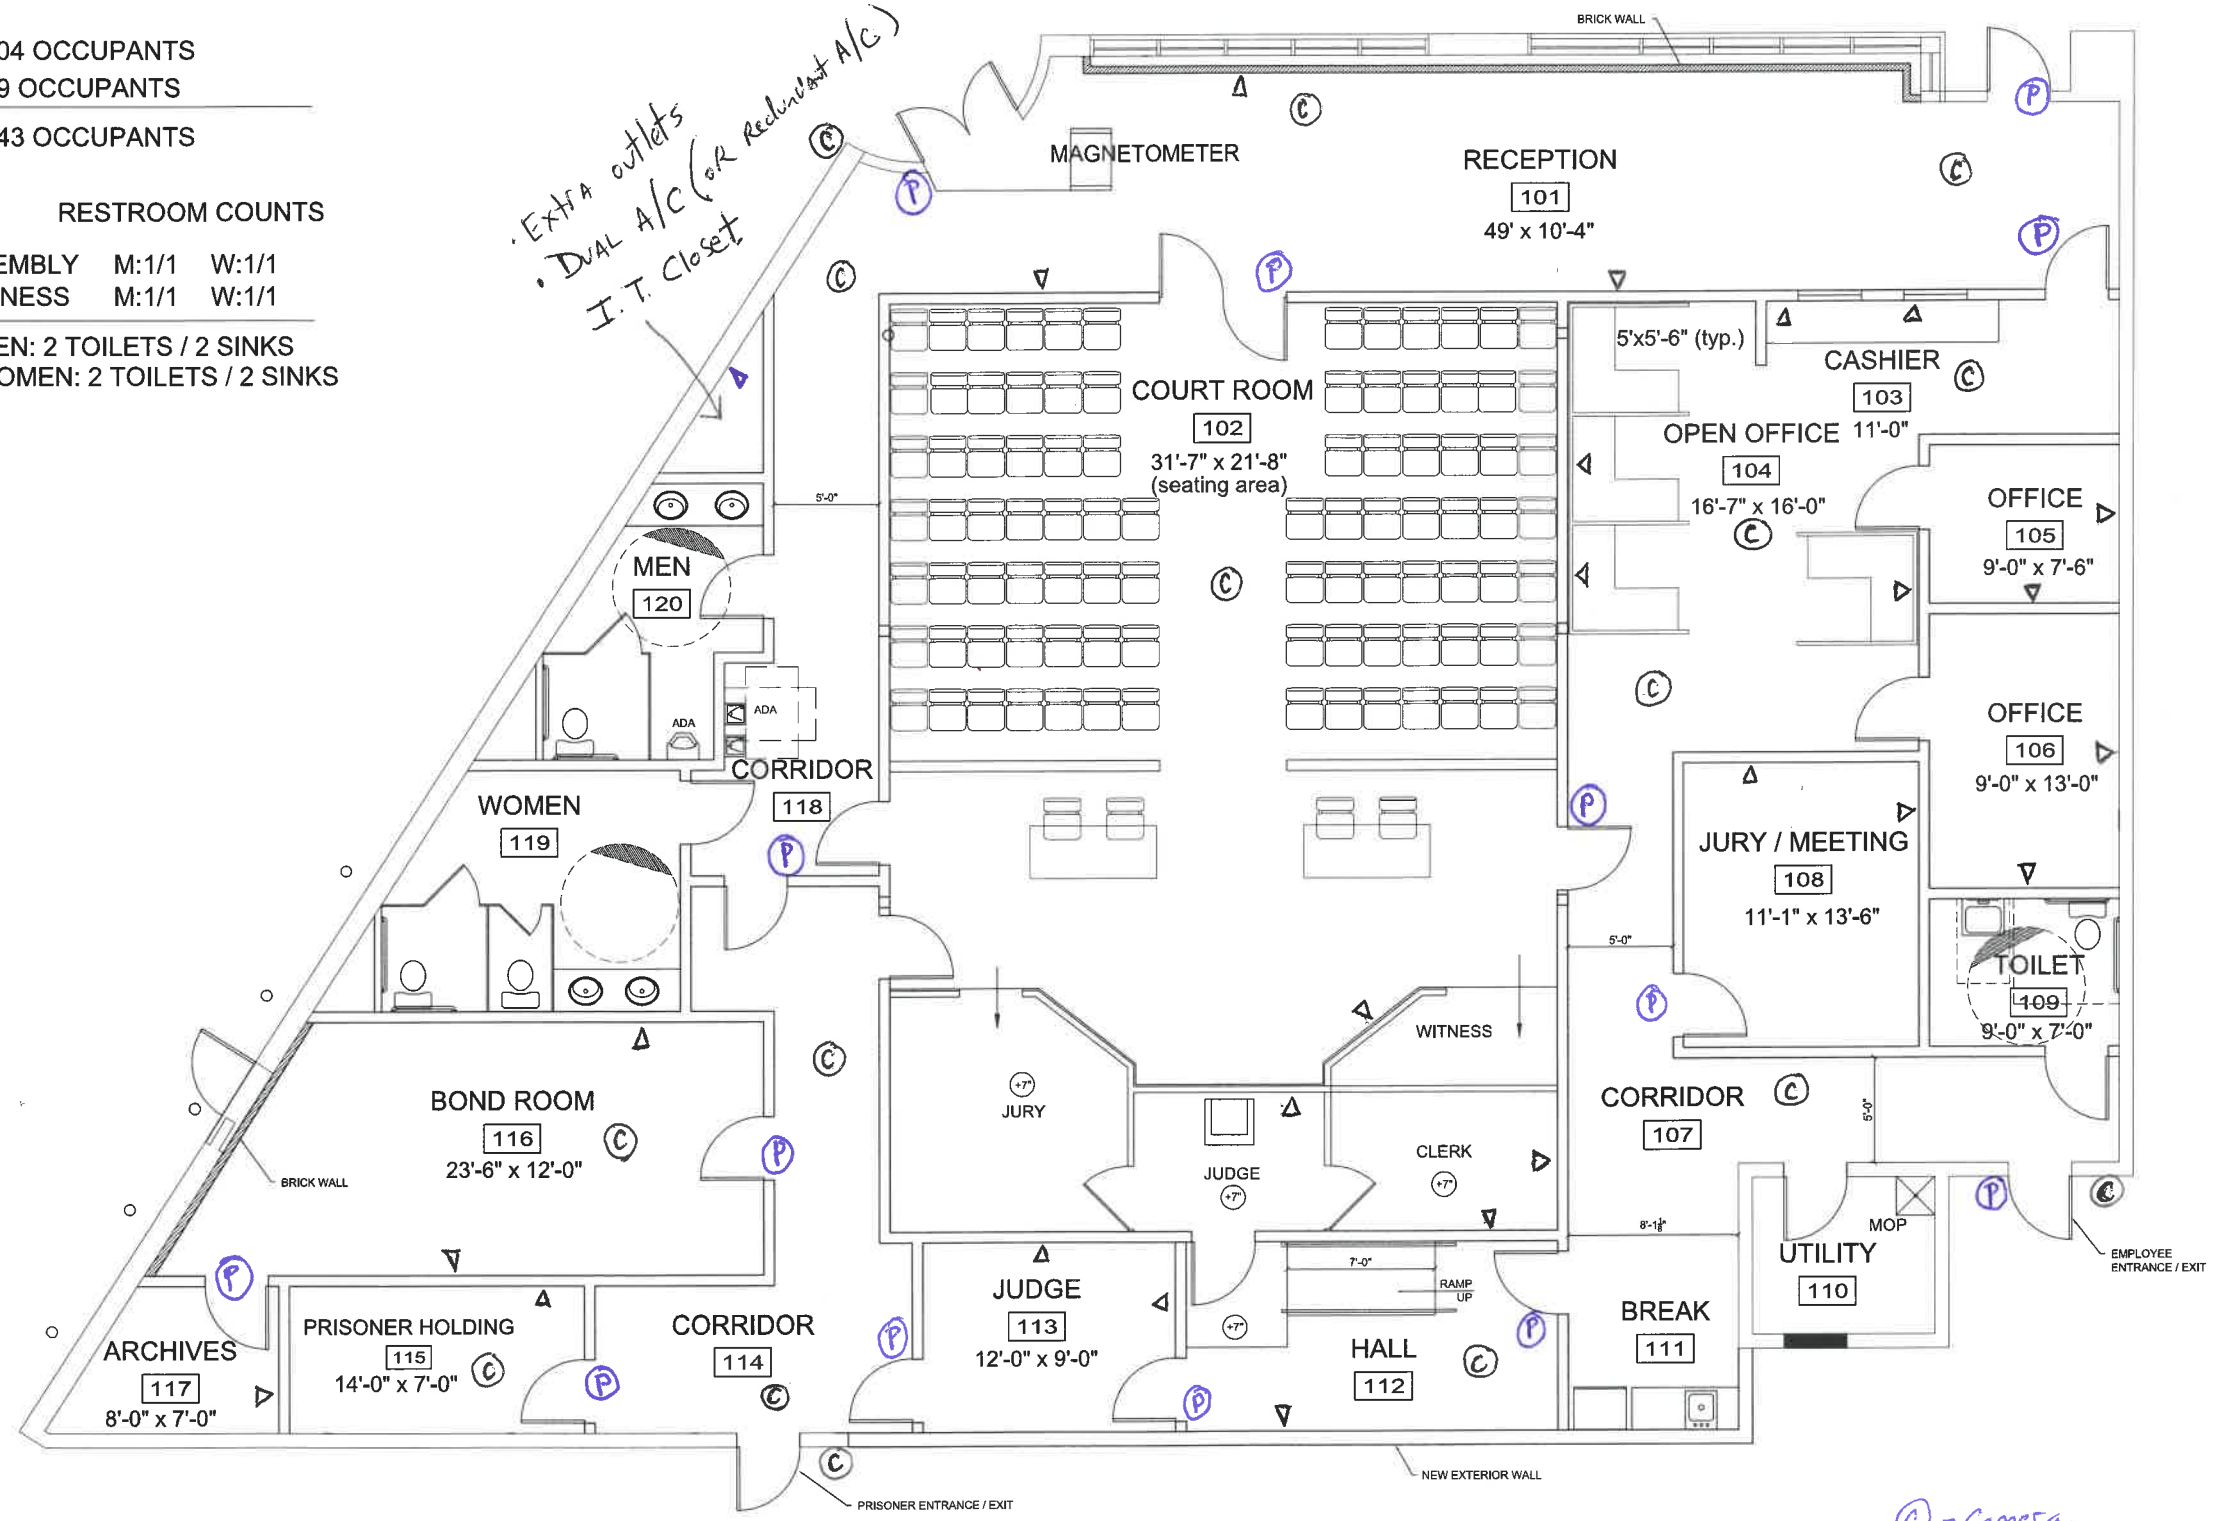 04 OCCUPANTS
9 OCCUPANTS
43 OCCUPANTS
RESTROOM COUNTS
EMBLY M:1/1 W:1/1
NESS M:1/1 W:1/1
EN: 2 TOILETS / 2 SINKS
OMEN: 2 TOILETS / 2 SINKS
• Extra outlets
• Dual A/C (or Redundant A/C)
I.T. Closet
BRICK WALL
C
C
P
P
MAGNETOMETER
RECEPTION
101
49' x 10'-4"
C
P
P
C
P
COURT ROOM
102
31'-7" x 21'-8"
(seating area)
C
5'x5'-6" (typ.)
CASHIER
103
11'-0"
C
OPEN OFFICE
104
16'-7" x 16'-0"
C
C
OFFICE
105
9'-0" x 7'-6"
OFFICE
106
9'-0" x 13'-0"
5'-0"
MEN
120
ADA
ADA
CORRIDOR
118
P
WOMEN
119
P
JURY / MEETING
108
11'-1" x 13'-6"
5'-0"
P
TOILET
109
9'-0" x 7'-0"
WITNESS
+7"
JURY
JUDGE
+7"
CLERK
+7"
CORRIDOR
107
C
5'-0"
BOND ROOM
116
23'-6" x 12'-0"
C
C
P
BRICK WALL
P
P
C
MOP
UTILITY
110
EMPLOYEE
ENTRANCE / EXIT
8'-1⅛"
BREAK
111
7'-0"
RAMP
UP
+7"
HALL
112
C
P
P
JUDGE
113
12'-0" x 9'-0"
P
CORRIDOR
114
C
P
PRISONER HOLDING
115
14'-0" x 7'-0"
C
ARCHIVES
117
8'-0" x 7'-0"
C
PRISONER ENTRANCE / EXIT
NEW EXTERIOR WALL
C = Camera